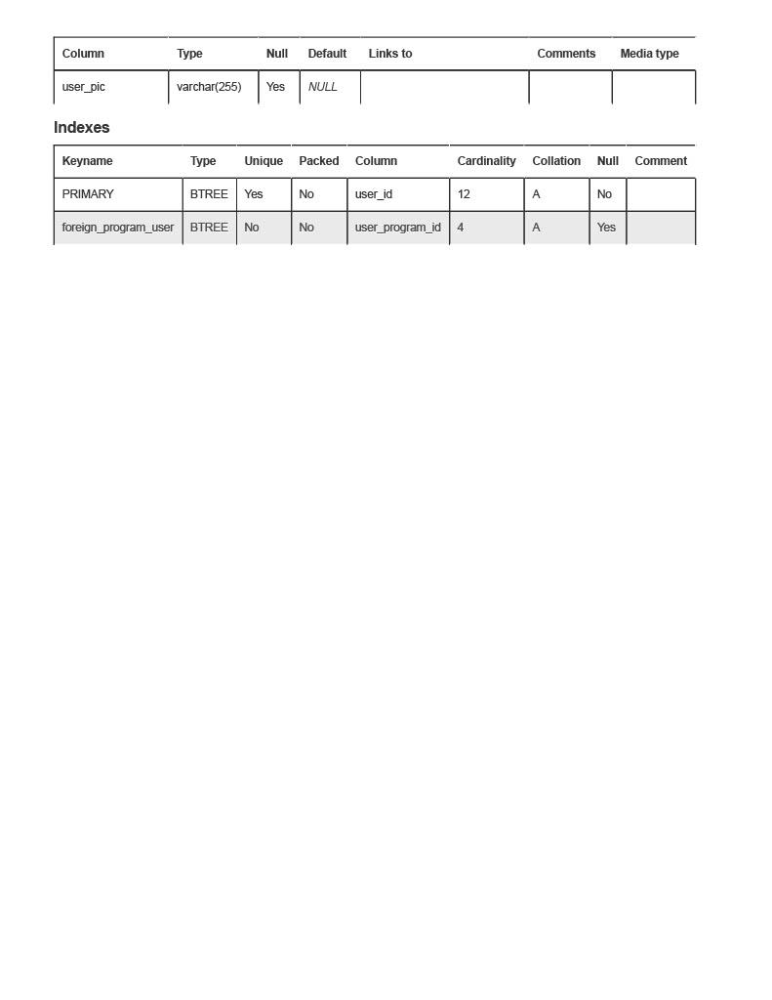 Column Type Null Default Links to Comments Media type
user_pic varchar(255) Yes NULL
Indexes
Keyname Type Unique Packed Column Cardinality Collation Null Comment
PRIMARY BTREE Yes No user_id 12 A No
foreign_program_user BTREE No No user_program_id 4 A Yes